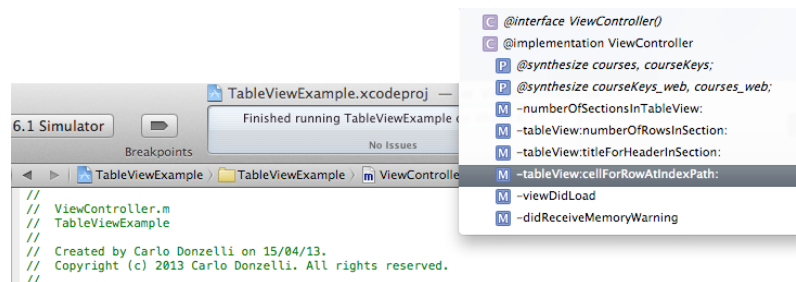 C @interface ViewController()
C @implementation ViewController
P @synthesize courses, courseKeys;
P @synthesize courseKeys_web, courses_web;
M -numberOfSectionsInTableView:
M -tableView:numberOfRowsInSection:
M -tableView:titleForHeaderInSection:
M -tableView:cellForRowAtIndexPath:
M -viewDidLoad
M -didReceiveMemoryWarning
TableViewExample.xcodeproj —
6.1 Simulator
Finished running TableViewExample
Breakpoints
No Issues
TableViewExample
TableViewExample
m ViewControlle
//
// ViewController.m
// TableViewExample
//
// Created by Carlo Donzelli on 15/04/13.
// Copyright (c) 2013 Carlo Donzelli. All rights reserved.
//